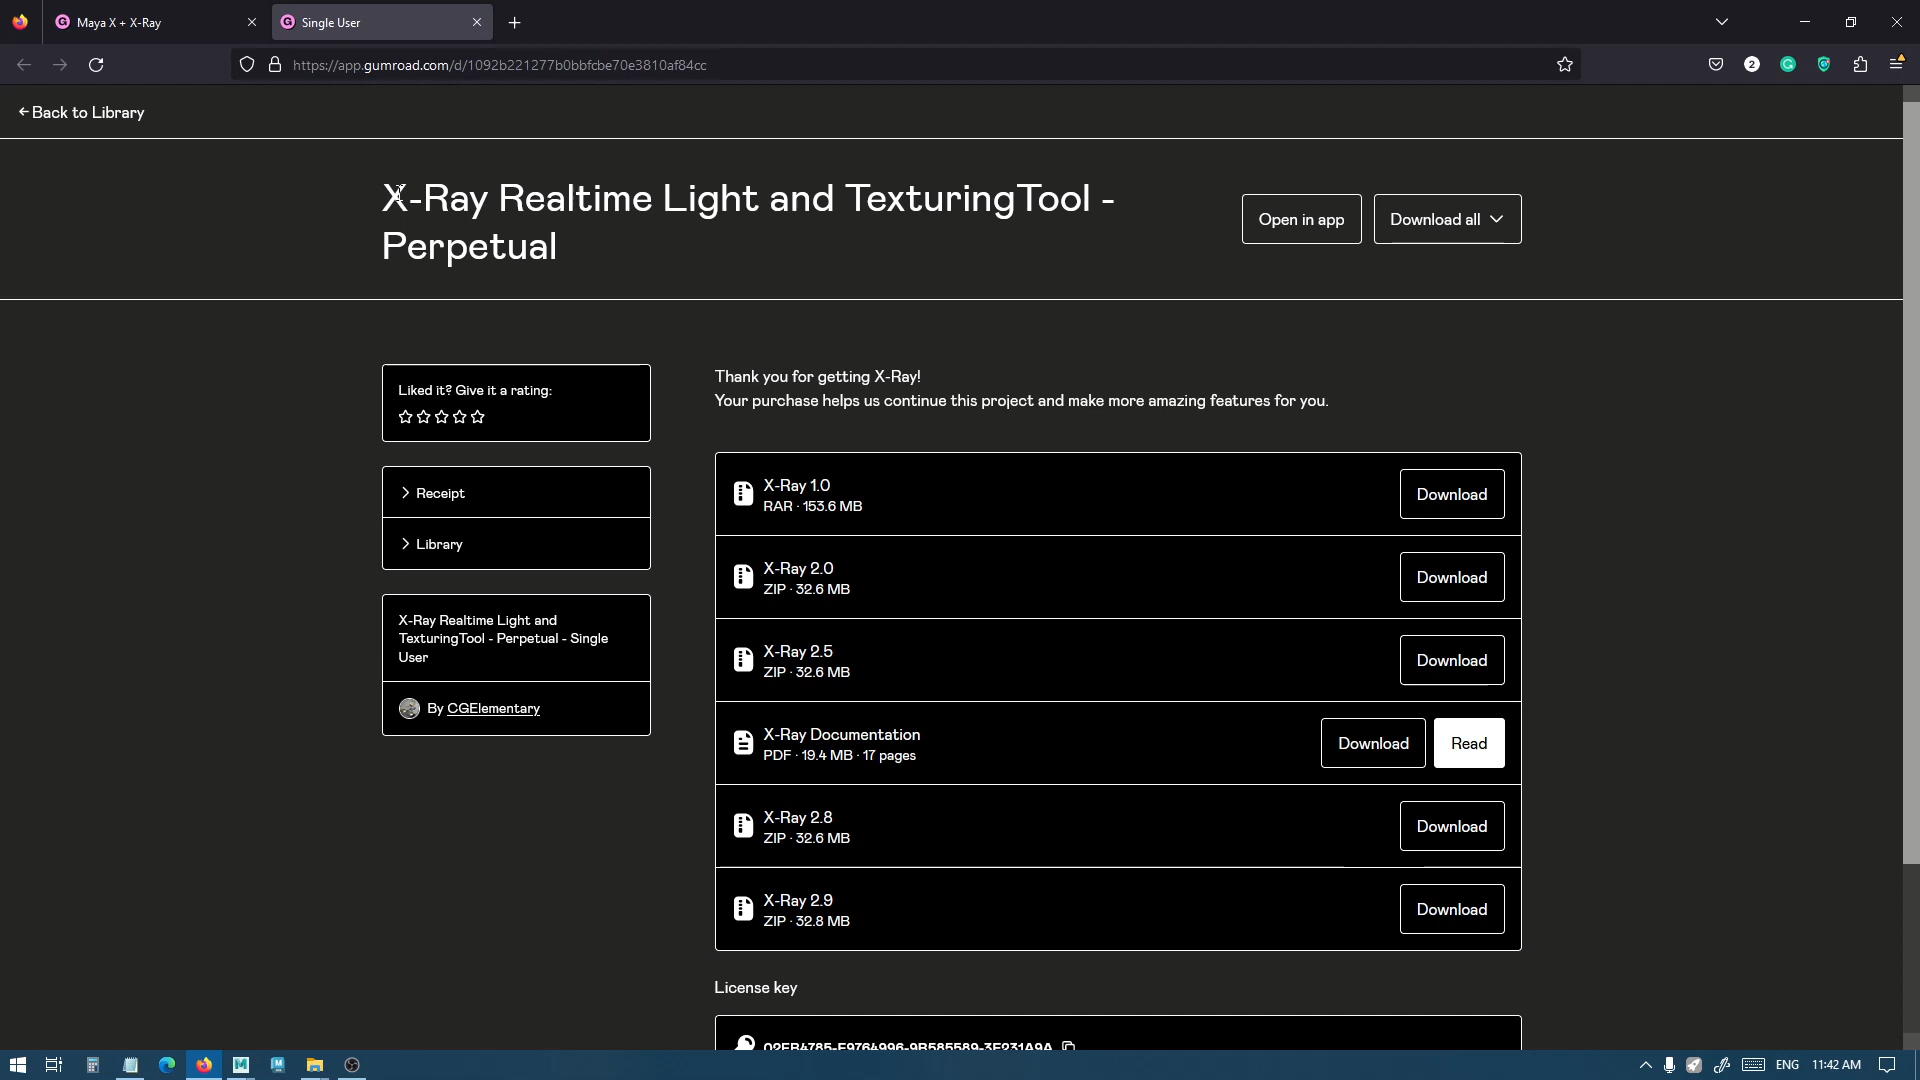 Maya X + X-Ray
Single User
https://app.gumroad.com/d/1092b221277b0bbfcbe70e3810af84cc
2
Back to Library
X-Ray Realtime Light and TexturingTool -
Perpetual
Open in app
Download all
Liked it? Give it a rating:
Receipt
Library
X-Ray Realtime Light and
TexturingTool - Perpetual - Single
User
By CGElementary
Thank you for getting X-Ray!
Your purchase helps us continue this project and make more amazing features for you.
X-Ray 1.0
RAR · 153.6 MB
Download
X-Ray 2.0
ZIP · 32.6 MB
Download
X-Ray 2.5
ZIP · 32.6 MB
Download
X-Ray Documentation
PDF · 19.4 MB · 17 pages
Download
Read
X-Ray 2.8
ZIP · 32.6 MB
Download
X-Ray 2.9
ZIP · 32.8 MB
Download
License key
ENG
11:42 AM